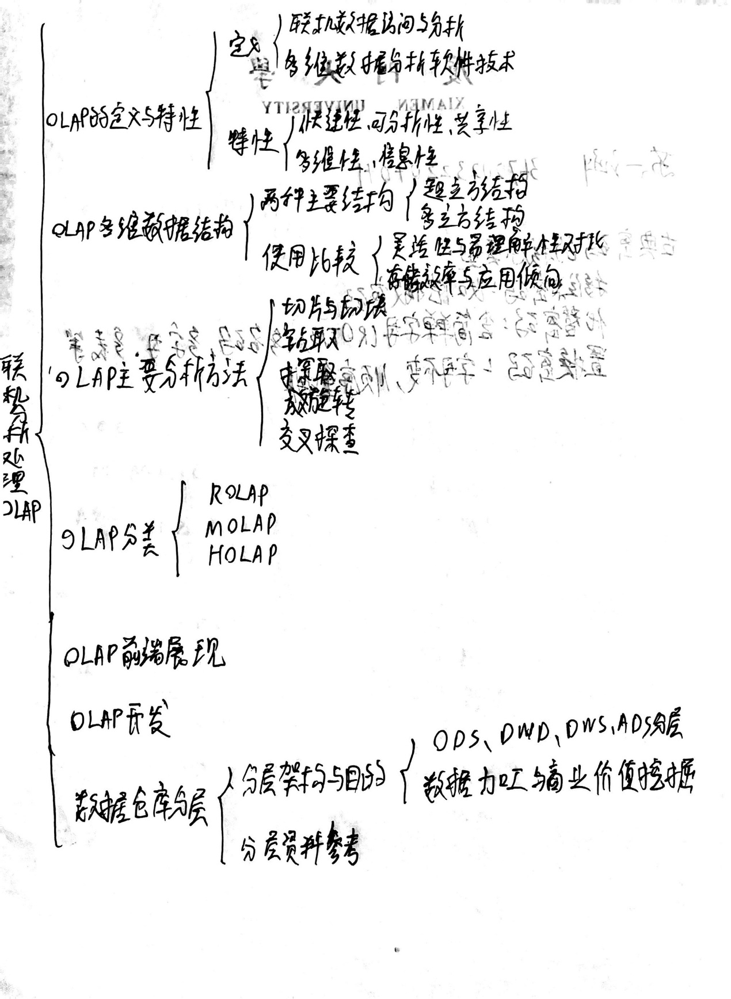 定义
联机数据访问与分析
多维数据分析软件技术
OLAP的定义与特性
特性
快速性、可分析性、共享性
多维性、信息性
OLAP多维数据结构
两种主要结构
超立方结构
多立方结构
使用比较
灵活性与易理解性对比
存储效率与应用倾向
联机分析处理OLAP
OLAP主要分析方法
切片与切块
钻取
旋转
交叉探查
OLAP分类
ROLAP
MOLAP
HOLAP
OLAP前端展现
OLAP开发
数据仓库分层
分层架构与目的
ODS、DWD、DWS、ADS分层
数据加工与商业价值挖掘
分层资料参考
XIAMEN UNIVERSITY